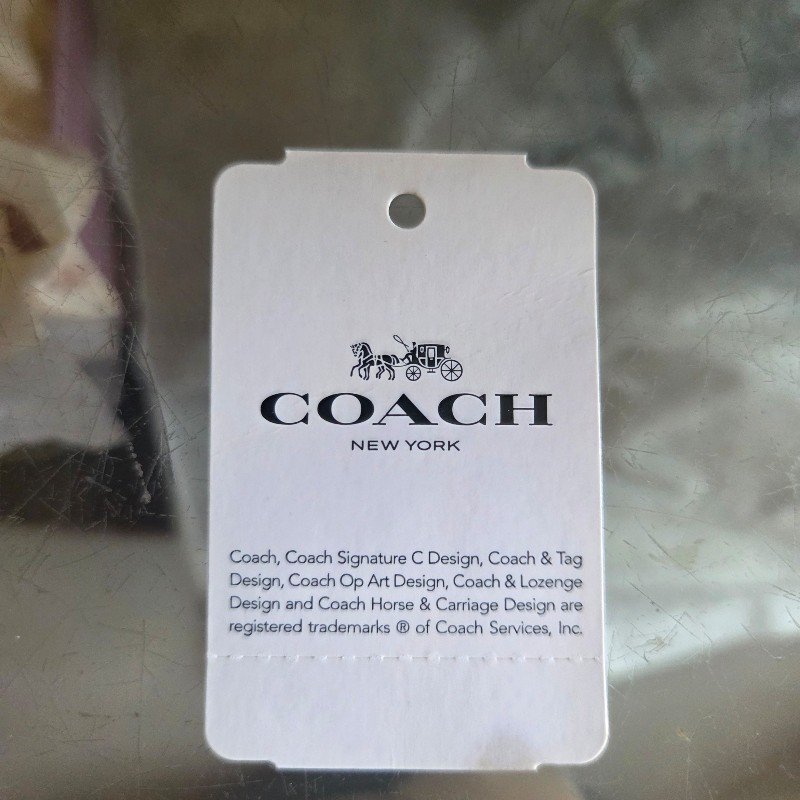 COACH
NEW YORK
Coach, Coach Signature C Design, Coach & Tag
Design, Coach Op Art Design, Coach & Lozenge
Design and Coach Horse & Carriage Design are
registered trademarks ® of Coach Services, Inc.